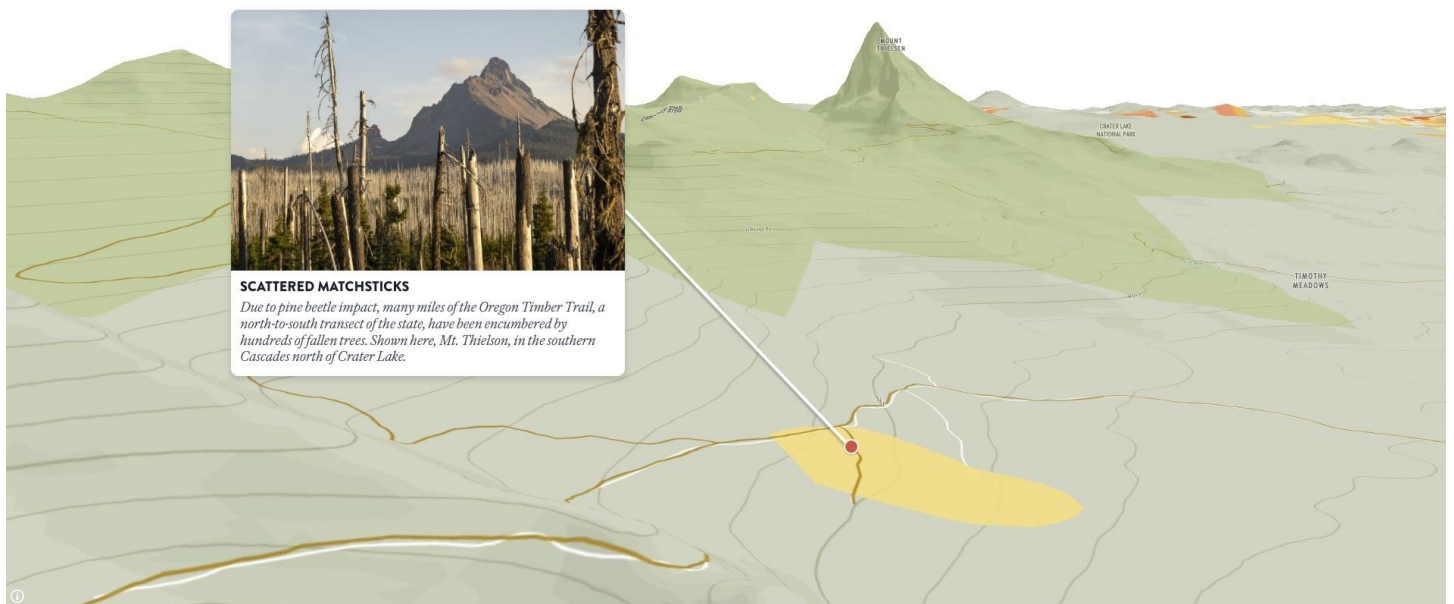 MOUNT
THIELSEN
CRATER LAKE
NATIONAL PARK
TIMOTHY
MEADOWS
SCATTERED MATCHSTICKS
Due to pine beetle impact, many miles of the Oregon Timber Trail, a
north-to-south transect of the state, have been encumbered by
hundreds of fallen trees. Shown here, Mt. Thielson, in the southern
Cascades north of Crater Lake.